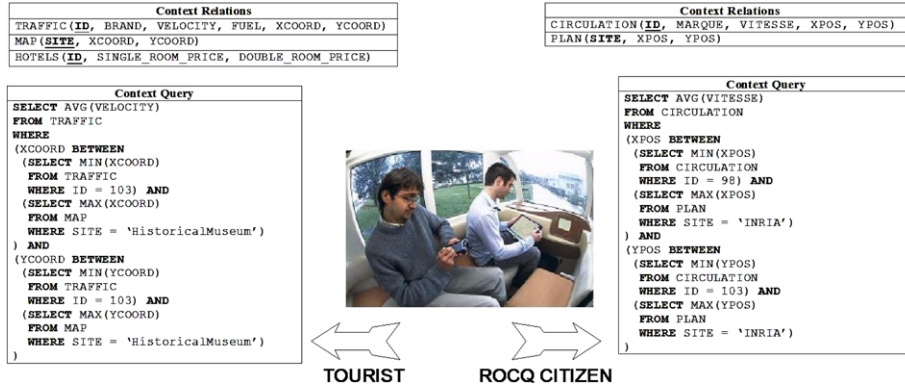 Context Relations
TRAFFIC(ID, BRAND, VELOCITY, FUEL, XCOORD, YCOORD)
MAP(SITE, XCOORD, YCOORD)
HOTELS(ID, SINGLE_ROOM_PRICE, DOUBLE_ROOM_PRICE)
Context Relations
CIRCULATION(ID, MARQUE, VITESSE, XPOS, YPOS)
PLAN(SITE, XPOS, YPOS)
Context Query
SELECT AVG(VELOCITY)
FROM TRAFFIC
WHERE
(XCOORD BETWEEN
(SELECT MIN(XCOORD)
FROM TRAFFIC
WHERE ID = 103) AND
(SELECT MAX(XCOORD)
FROM MAP
WHERE SITE = 'HistoricalMuseum')
) AND
(YCOORD BETWEEN
(SELECT MIN(YCOORD)
FROM TRAFFIC
WHERE ID = 103) AND
(SELECT MAX(YCOORD)
FROM MAP
WHERE SITE = 'HistoricalMuseum')
)
Context Query
SELECT AVG(VITESSE)
FROM CIRCULATION
WHERE
(XPOS BETWEEN
(SELECT MIN(XPOS)
FROM CIRCULATION
WHERE ID = 98) AND
(SELECT MAX(XPOS)
FROM PLAN
WHERE SITE = 'INRIA')
) AND
(YPOS BETWEEN
(SELECT MIN(YPOS)
FROM CIRCULATION
WHERE ID = 103) AND
(SELECT MAX(YPOS)
FROM PLAN
WHERE SITE = 'INRIA')
)
TOURIST
ROCQ CITIZEN